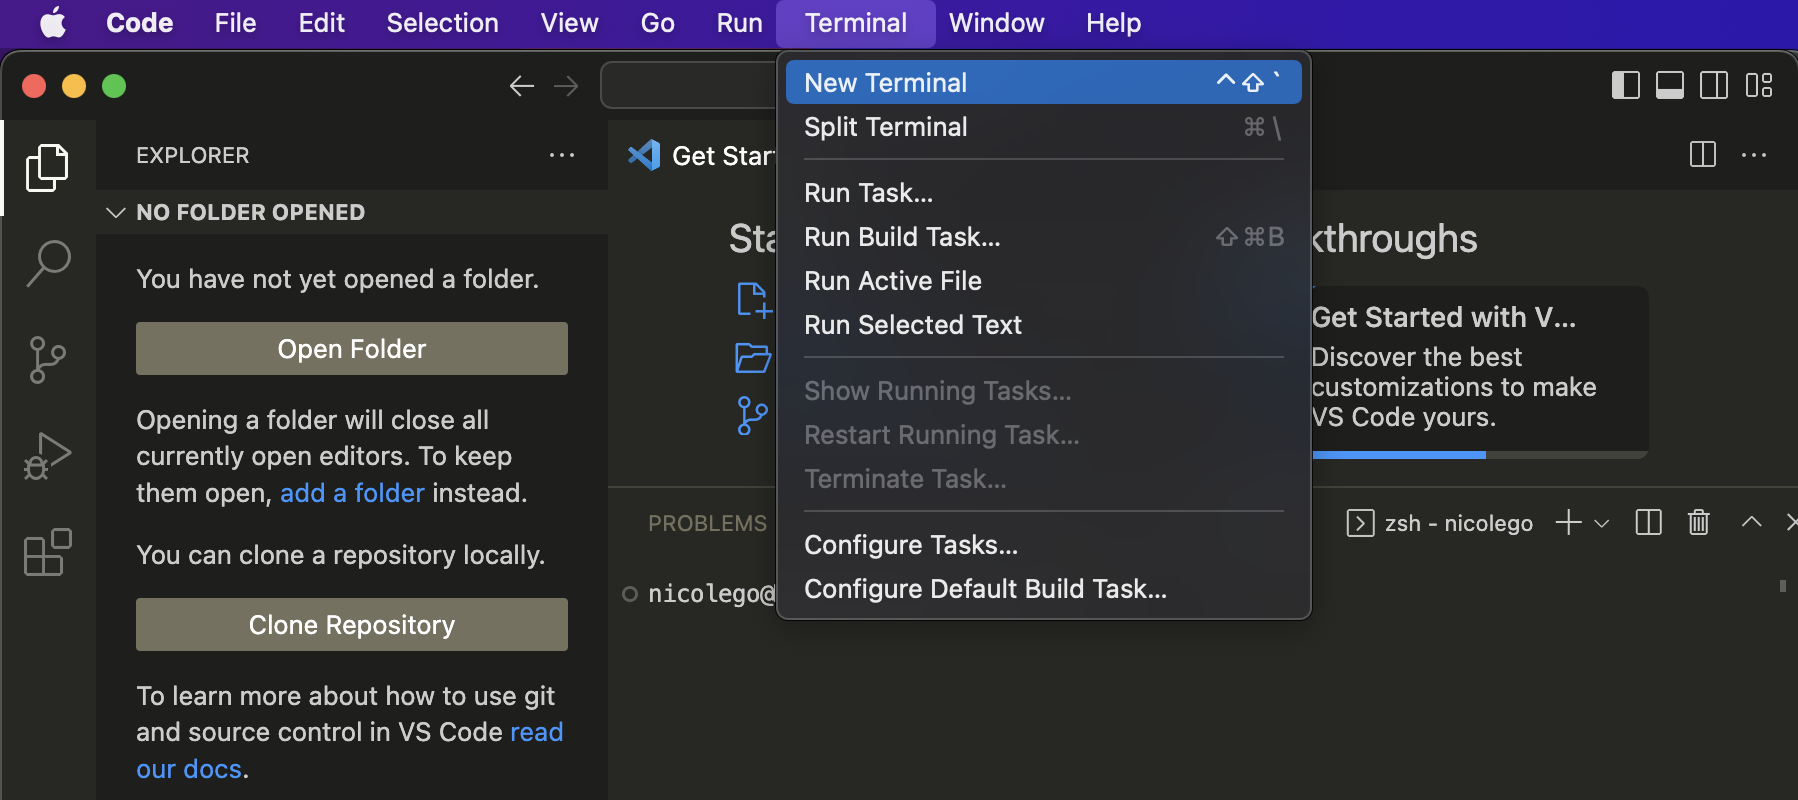 Code File Edit Selection View Go Run Terminal Window Help
EXPLORER
NO FOLDER OPENED
You have not yet opened a folder.
Open Folder
Opening a folder will close all
currently open editors. To keep
them open, add a folder instead.
You can clone a repository locally.
Clone Repository
To learn more about how to use git
and source control in VS Code read
our docs.
New Terminal ^⇧`
Split Terminal ⌘\
Run Task...
Run Build Task... ⇧⌘B
Run Active File
Run Selected Text
Show Running Tasks...
Restart Running Task...
Terminate Task...
Configure Tasks...
Configure Default Build Task...
Get
Get Started with V...
Discover the best
customizations to make
VS Code yours.
PROBLEMS
zsh - nicolego
nicolego@